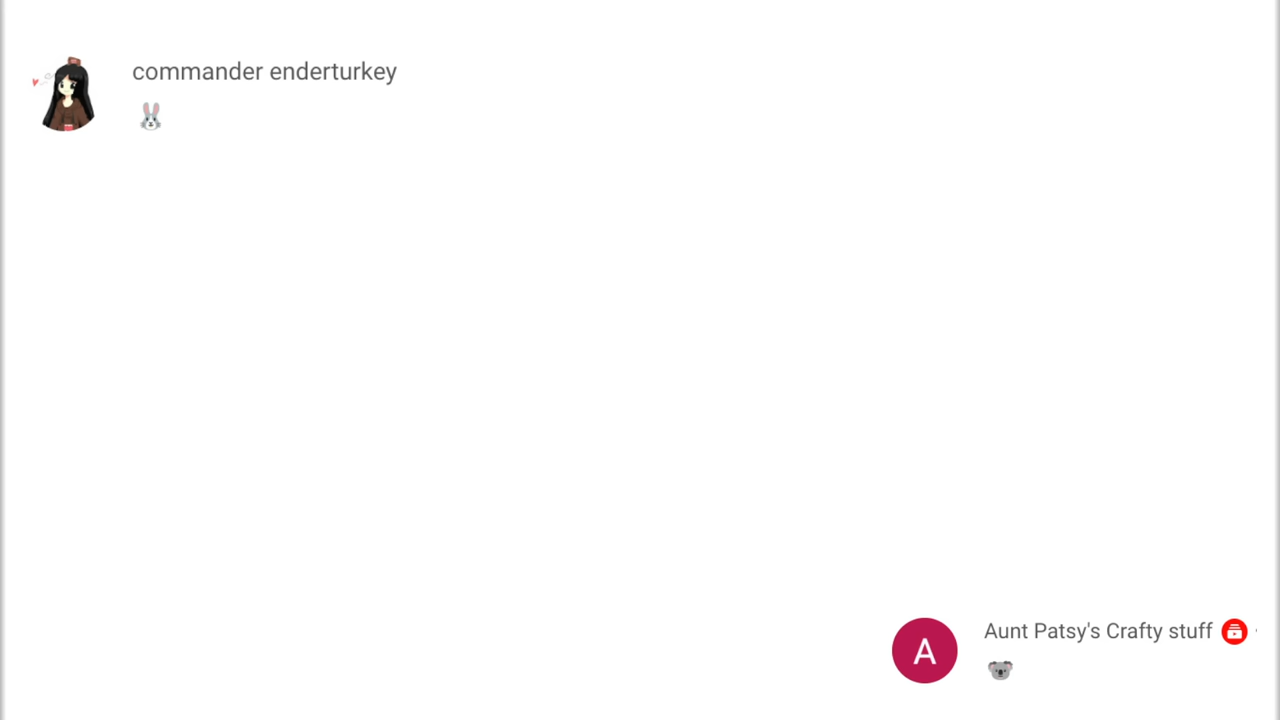 commander enderturkey
🐰
Aunt Patsy's Crafty stuff
🐨
A